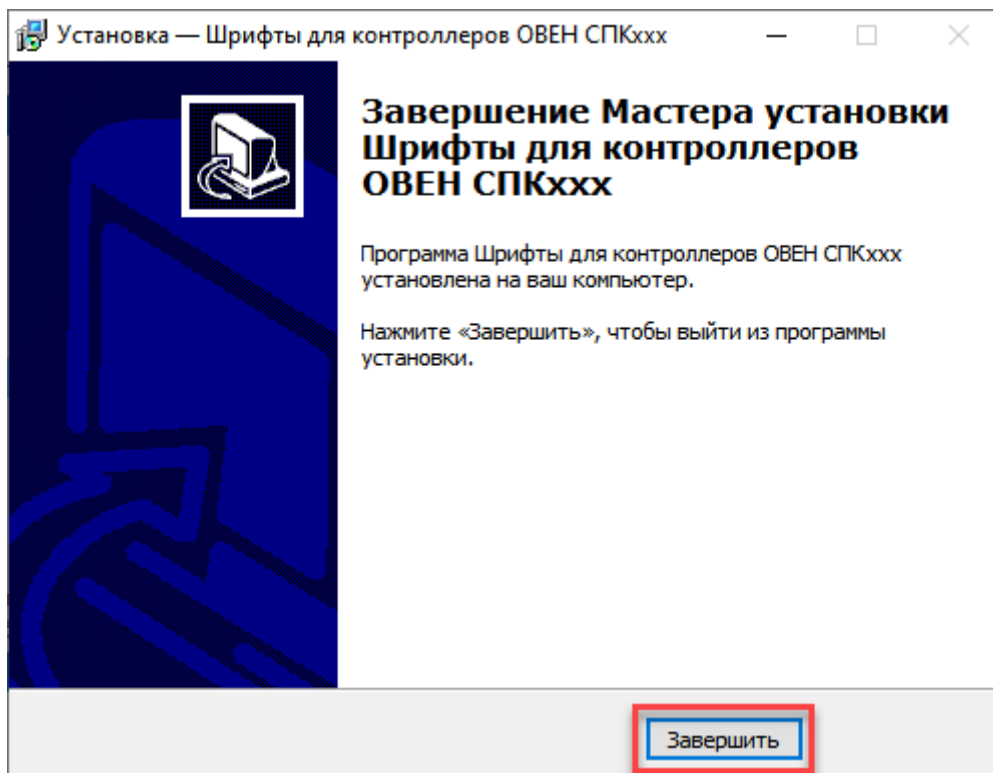 Установка — Шрифты для контроллеров ОВЕН СПКxxx
Завершение Мастера установки
Шрифты для контроллеров
ОВЕН СПКxxx
Программа Шрифты для контроллеров ОВЕН СПКxxx
установлена на ваш компьютер.
Нажмите «Завершить», чтобы выйти из программы
установки.
Завершить